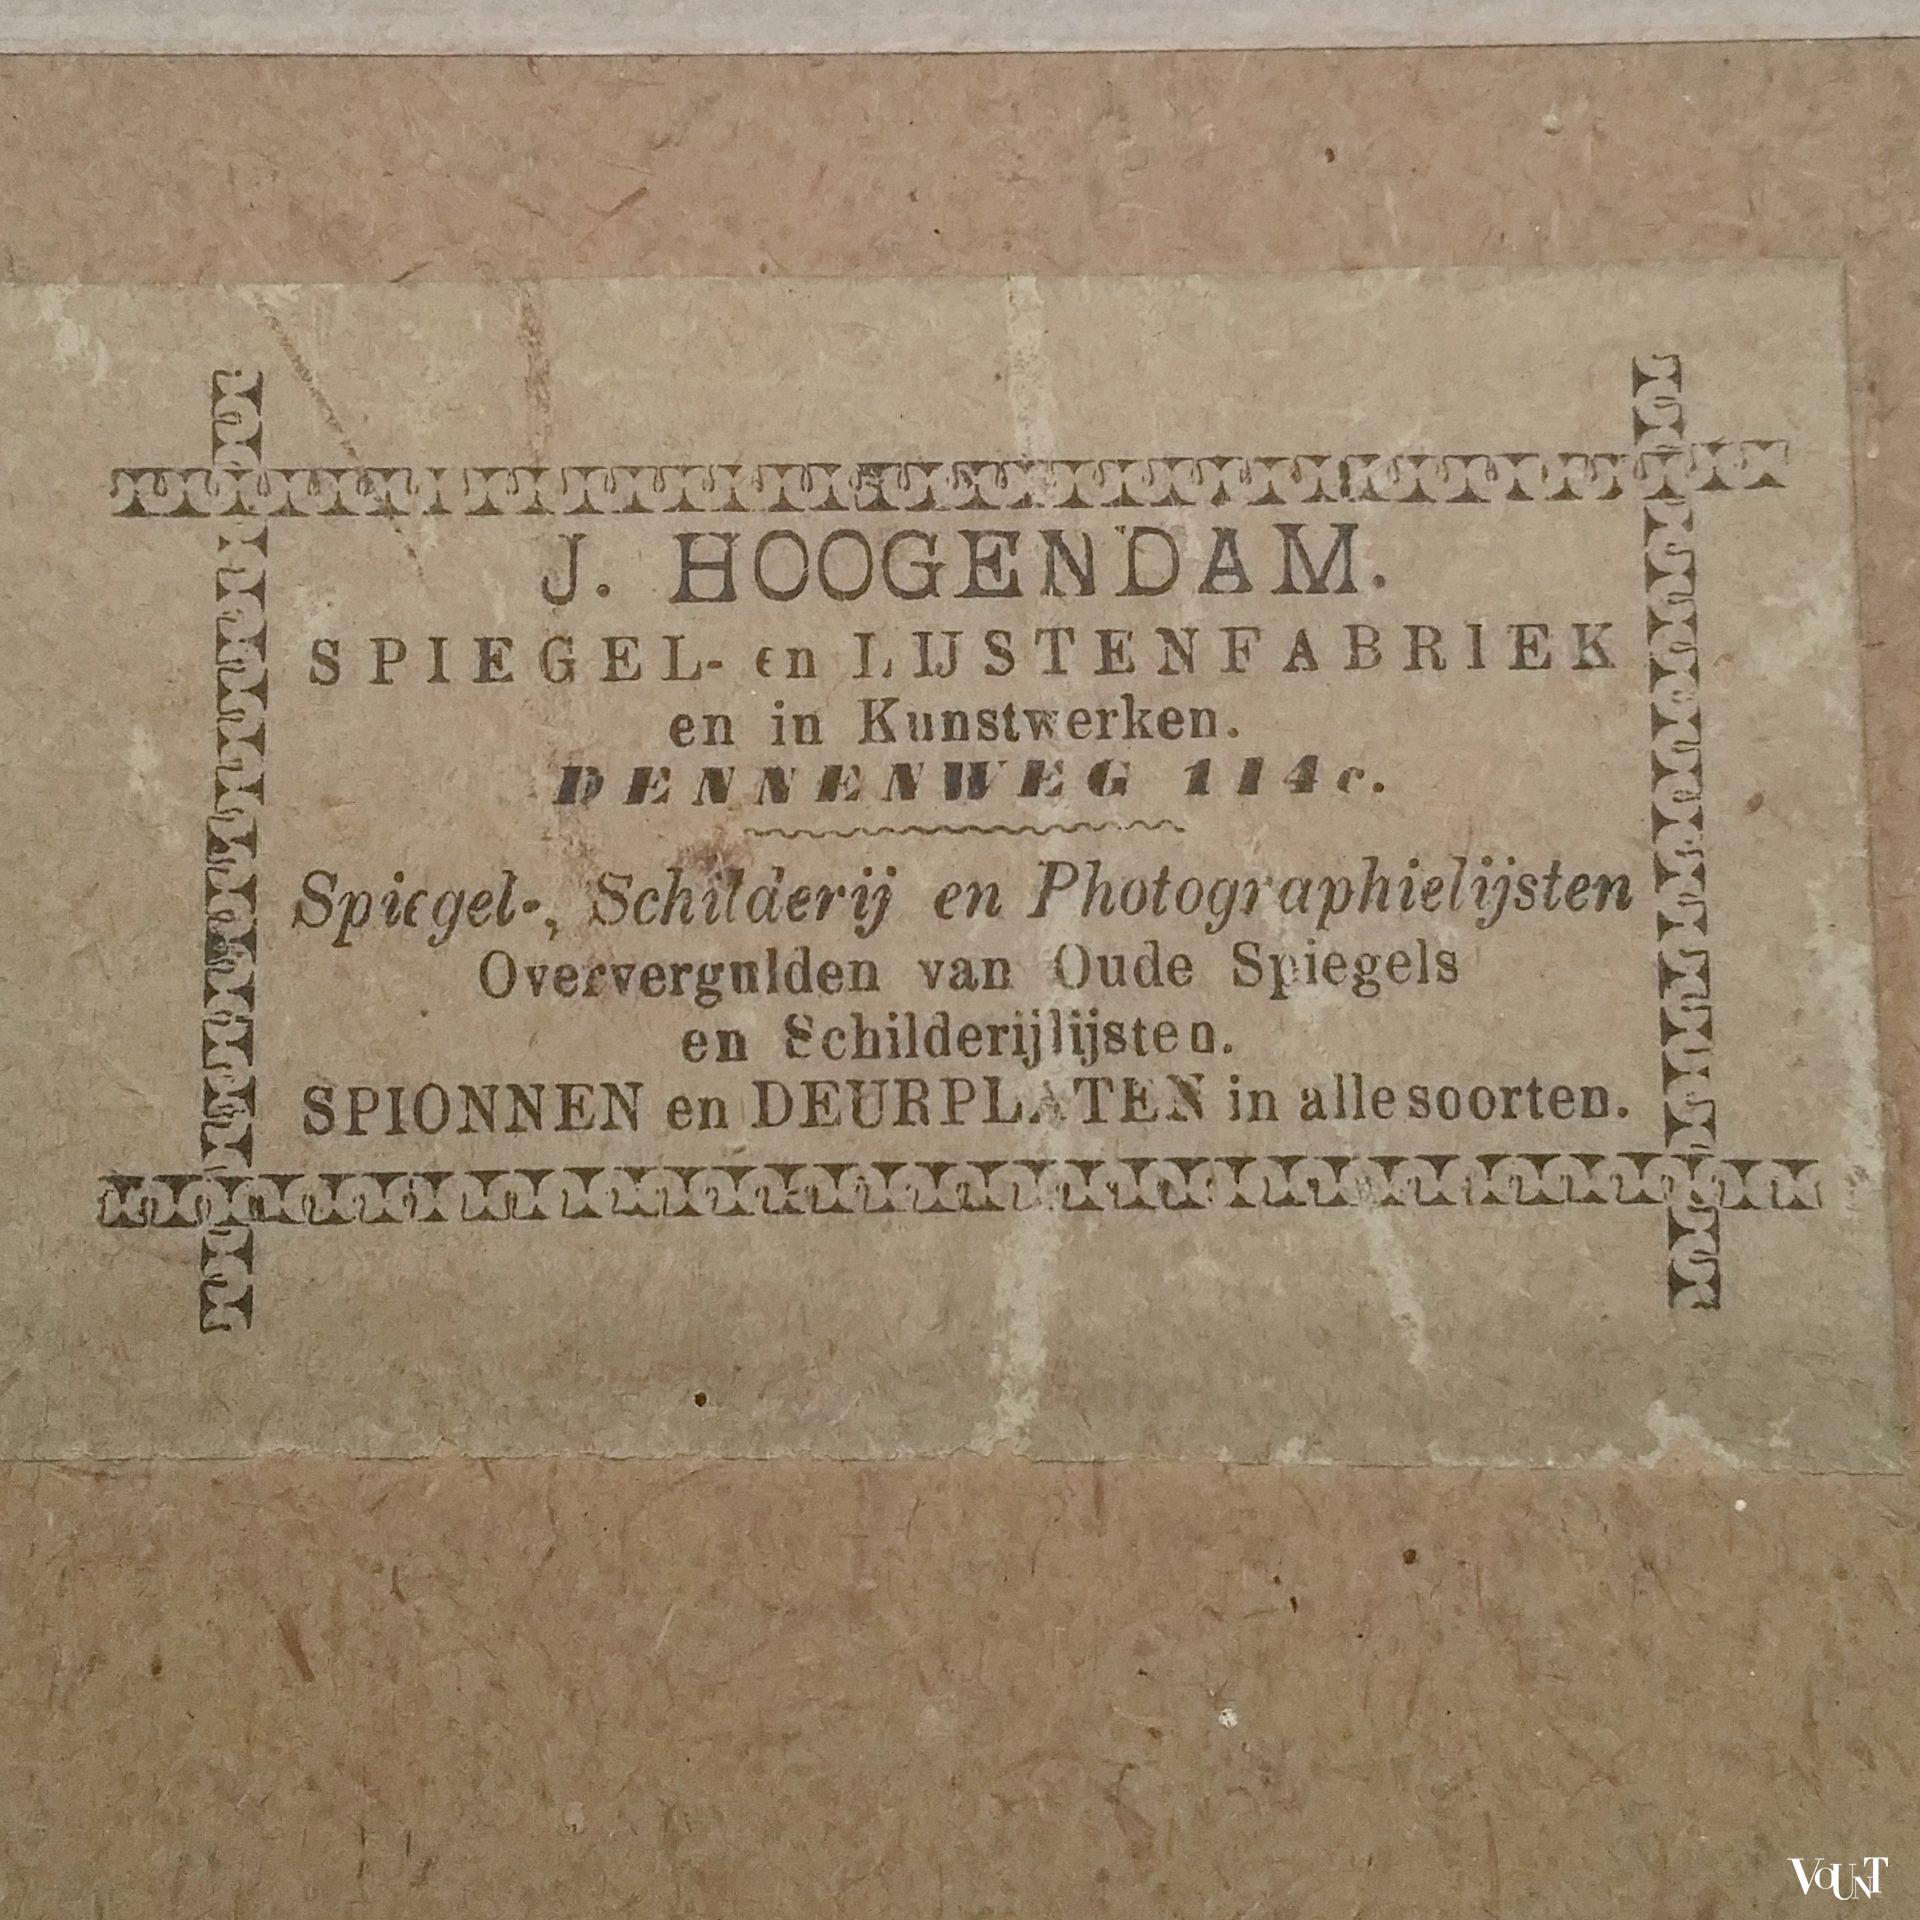 J. HOOGENDAM.
SPIEGEL- en LIJSTENFABRIEK
en in Kunstwerken.
DENNENWEG 114c.
Spiegel-, Schilderij en Photographielijsten
Oververgulden van Oude Spiegels
en Schilderijlijsten.
SPIONNEN en DEURPLATEN in alle soorten.
VOUNT